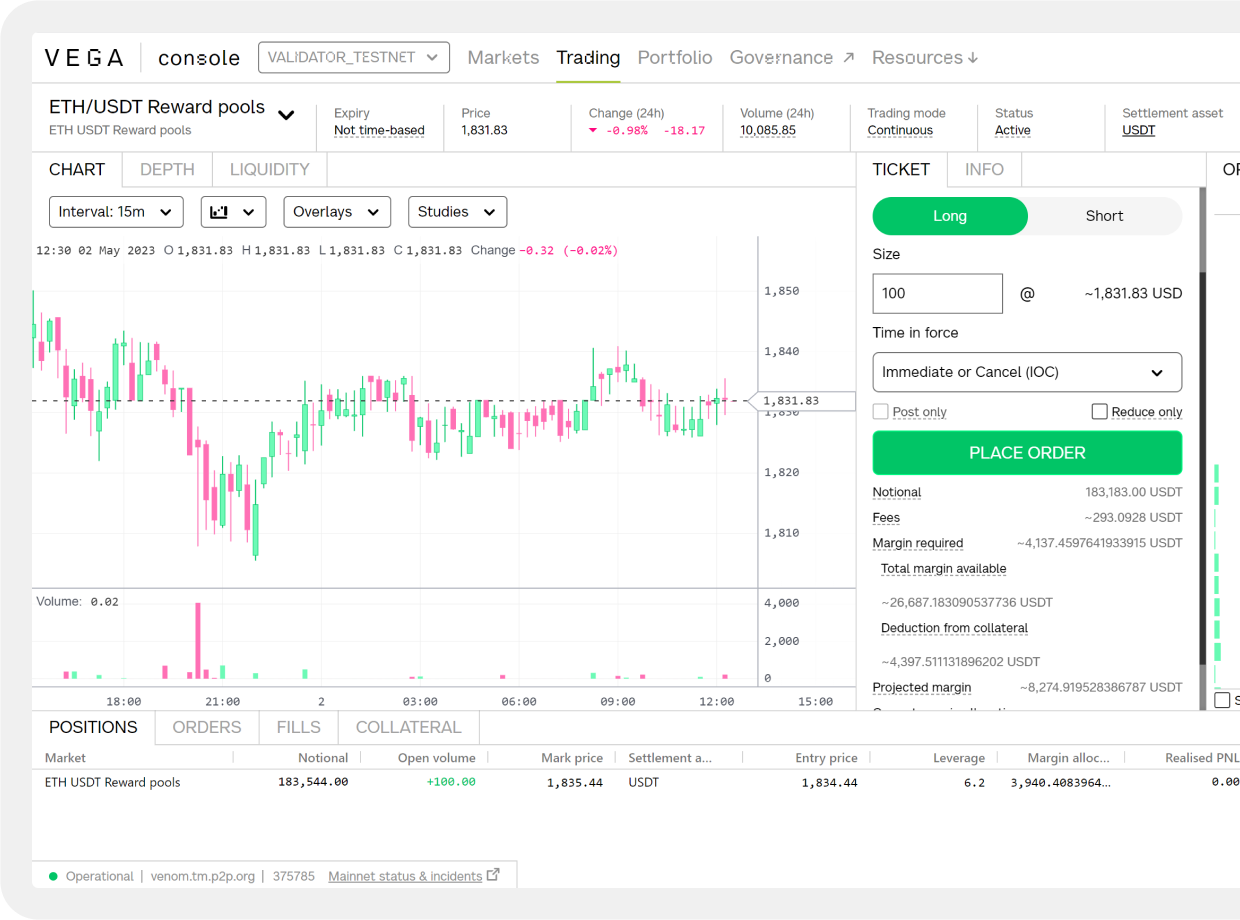 VEGA console VALIDATOR_TESTNET Markets Trading Portfolio Governance ↗ Resources ↓
ETH/USDT Reward pools
ETH USDT Reward pools
Expiry
Not time-based
Price
1,831.83
Change (24h)
-0.98% -18.17
Volume (24h)
10,085.85
Trading mode
Continuous
Status
Active
Settlement asset
USDT
CHART DEPTH LIQUIDITY
Interval: 15m Overlays Studies
12:30 02 May 2023 O 1,831.83 H 1,831.83 L 1,831.83 C 1,831.83 Change -0.32 (-0.02%)
1,850
1,840
1,831.83
1,830
1,820
1,810
Volume: 0.02
4,000
2,000
0
18:00 21:00 2 03:00 06:00 09:00 12:00 15:00
TICKET INFO
Long Short
Size
100 @ ~1,831.83 USD
Time in force
Immediate or Cancel (IOC)
Post only Reduce only
PLACE ORDER
Notional 183,183.00 USDT
Fees ~293.0928 USDT
Margin required ~4,137.4597641933915 USDT
Total margin available
~26,687.183090537736 USDT
Deduction from collateral
~4,397.511131896202 USDT
Projected margin ~8,274.919528386787 USDT
POSITIONS ORDERS FILLS COLLATERAL
Market Notional Open volume Mark price Settlement a... Entry price Leverage Margin alloc... Realised PNL
ETH USDT Reward pools 183,544.00 +100.00 1,835.44 USDT 1,834.44 6.2 3,940.4083964... 0.00
Operational | venom.tm.p2p.org | 375785 Mainnet status & incidents